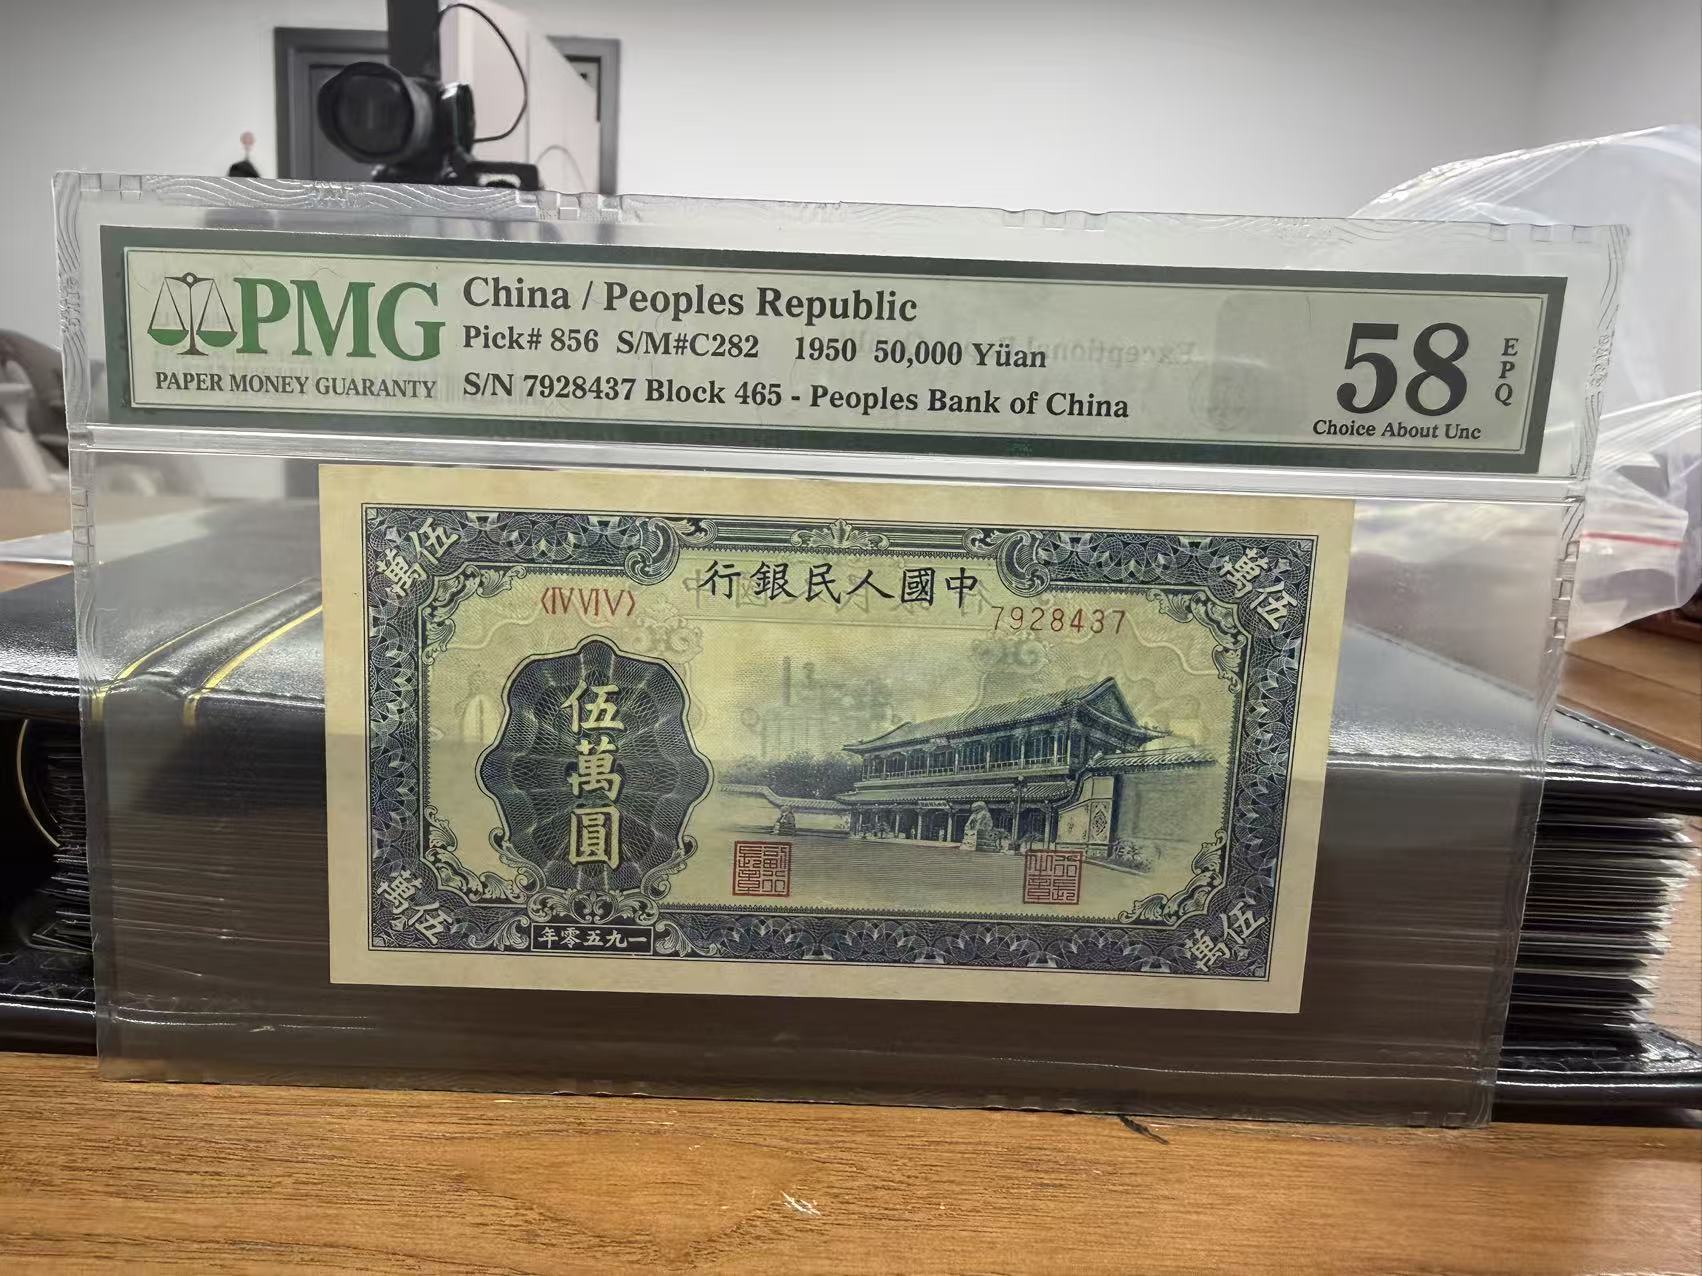 PMG
PAPER MONEY GUARANTY
China / Peoples Republic
Pick# 856 S/M#C282 1950 50,000 Yüan
S/N 7928437 Block 465 - Peoples Bank of China
58
EPQ
Choice About Unc
萬伍
萬伍
行銀民人國中
〈IV VI V〉
7928437
伍萬圓
萬伍
萬伍
年零五九一